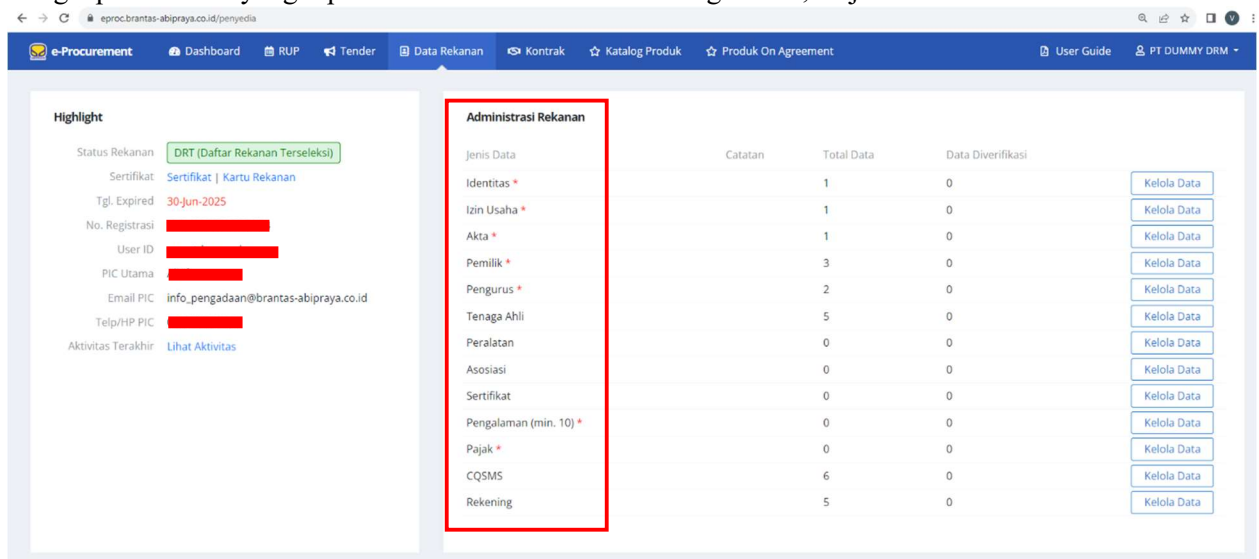 eproc.brantas-abipraya.co.id/penyedia
e-Procurement Dashboard RUP Tender Data Rekanan Kontrak Katalog Produk Produk On Agreement User Guide PT DUMMY DRM
Highlight
Status Rekanan DRT (Daftar Rekanan Terseleksi)
Sertifikat Sertifikat | Kartu Rekanan
Tgl. Expired 30-Jun-2025
No. Registrasi
User ID
PIC Utama
Email PIC info_pengadaan@brantas-abipraya.co.id
Telp/HP PIC
Aktivitas Terakhir Lihat Aktivitas
Administrasi Rekanan
Jenis Data Catatan Total Data Data Diverifikasi
Identitas * 1 0 Kelola Data
Izin Usaha * 1 0 Kelola Data
Akta * 1 0 Kelola Data
Pemilik * 3 0 Kelola Data
Pengurus * 2 0 Kelola Data
Tenaga Ahli 5 0 Kelola Data
Peralatan 0 0 Kelola Data
Asosiasi 0 0 Kelola Data
Sertifikat 0 0 Kelola Data
Pengalaman (min. 10) * 0 0 Kelola Data
Pajak * 0 0 Kelola Data
CQSMS 6 0 Kelola Data
Rekening 5 0 Kelola Data